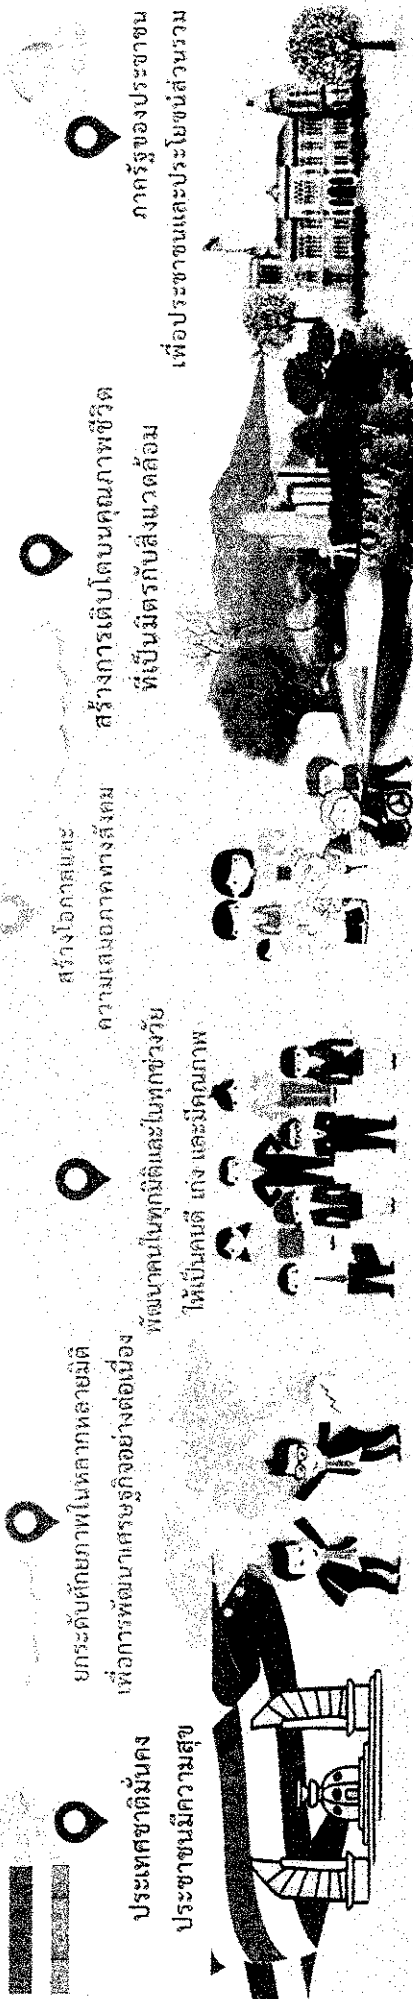 ประเทศชาติมั่นคง
ประชาชนมีความสุข
ยกระดับศักยภาพในหลากหลายมิติ
เพื่อการพัฒนาเศรษฐกิจอย่างต่อเนื่อง
พัฒนาคนในทุกมิติและในทุกช่วงวัย
ให้เป็นคนดี เก่ง และมีคุณภาพ
สร้างโอกาสและ
ความเสมอภาคทางสังคม
สร้างการเติบโตบนคุณภาพชีวิต
ที่เป็นมิตรกับสิ่งแวดล้อม
ภาครัฐของประชาชน
เพื่อประชาชนและประโยชน์ส่วนรวม